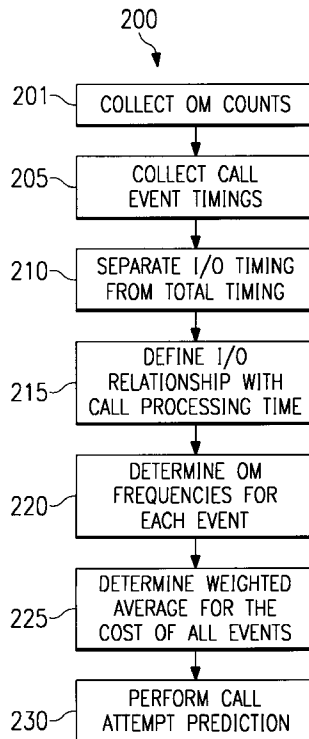 200
201
COLLECT OM COUNTS
205
COLLECT CALL
EVENT TIMINGS
210
SEPARATE I/O TIMING
FROM TOTAL TIMING
215
DEFINE I/O
RELATIONSHIP WITH
CALL PROCESSING TIME
220
DETERMINE OM
FREQUENCIES FOR
EACH EVENT
225
DETERMINE WEIGHTED
AVERAGE FOR THE
COST OF ALL EVENTS
230
PERFORM CALL
ATTEMPT PREDICTION